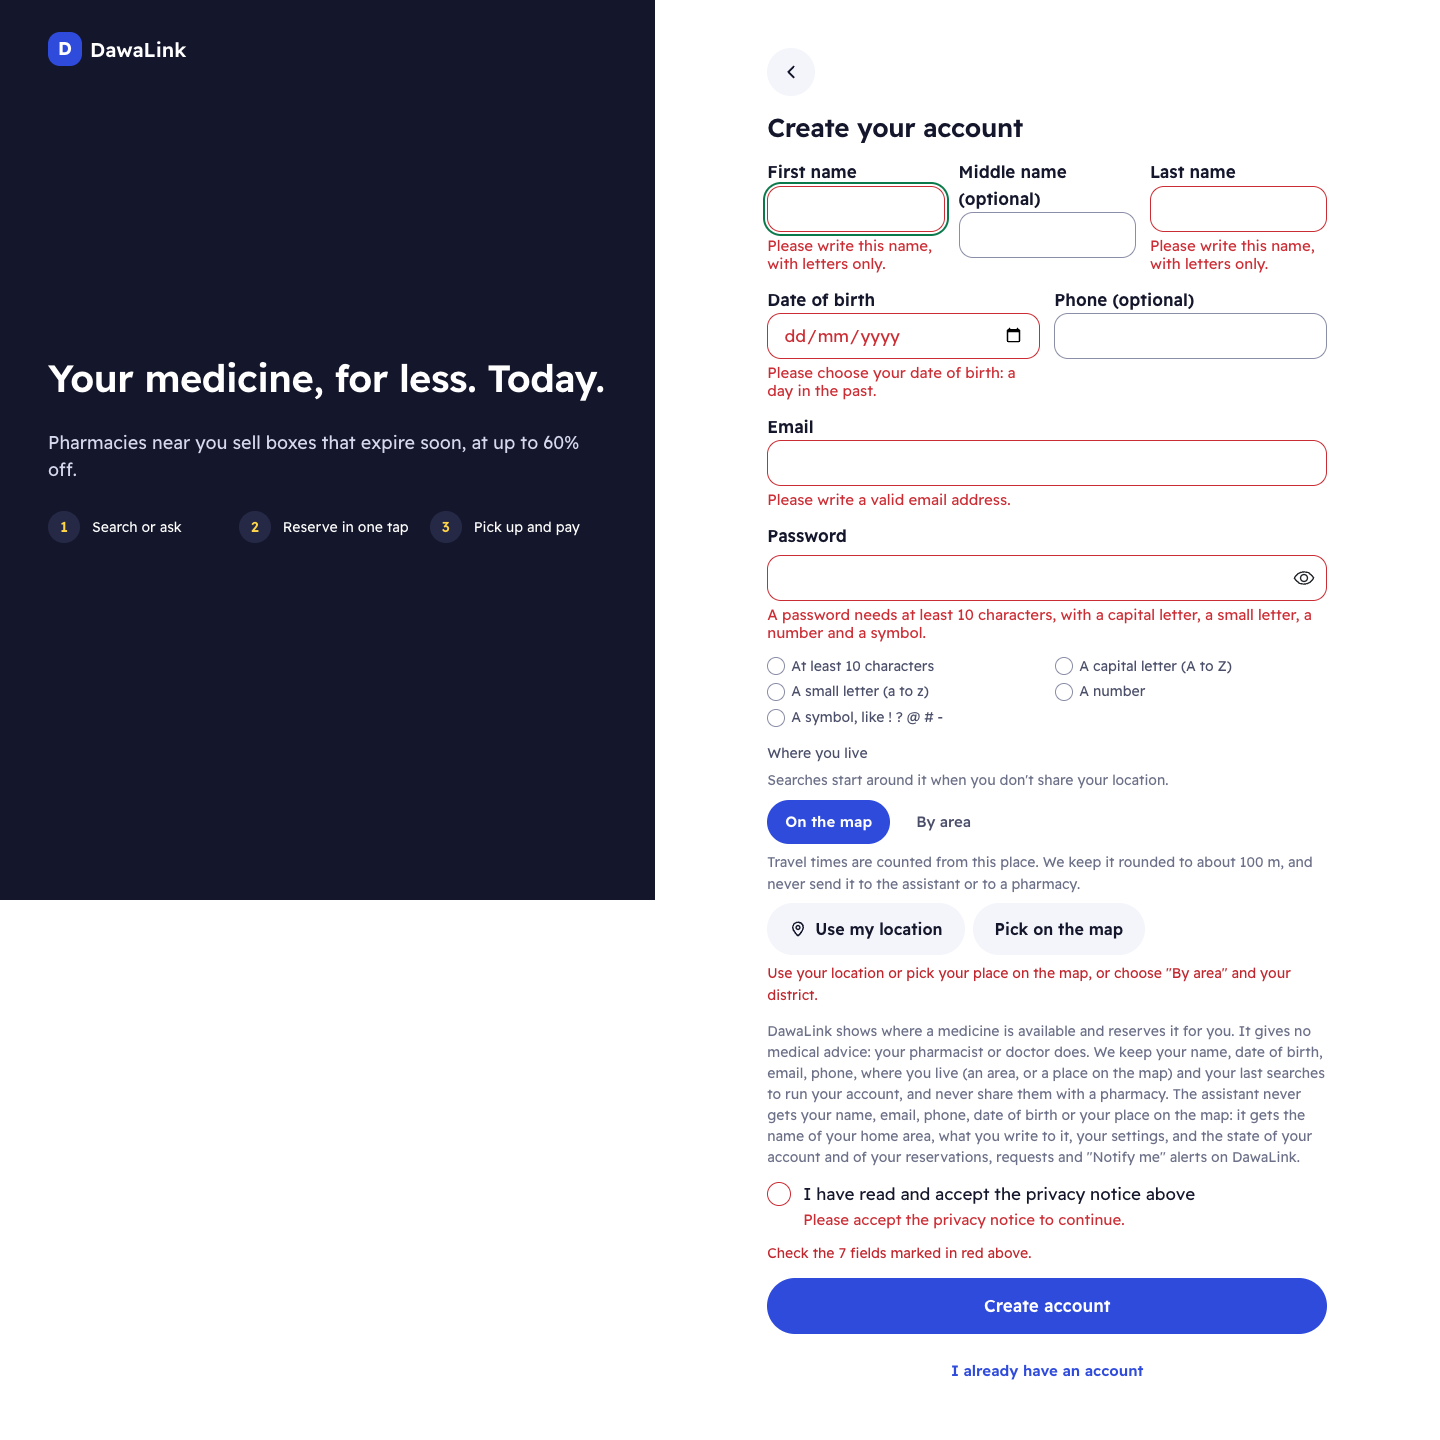 D DawaLink
Your medicine, for less. Today.
Pharmacies near you sell boxes that expire soon, at up to 60%
off.
1 Search or ask
2 Reserve in one tap
3 Pick up and pay
Create your account
First name
Please write this name,
with letters only.
Middle name
(optional)
Last name
Please write this name,
with letters only.
Date of birth
dd/mm/yyyy
Please choose your date of birth: a
day in the past.
Phone (optional)
Email
Please write a valid email address.
Password
A password needs at least 10 characters, with a capital letter, a small letter, a
number and a symbol.
At least 10 characters
A capital letter (A to Z)
A small letter (a to z)
A number
A symbol, like ! ? @ # -
Where you live
Searches start around it when you don't share your location.
On the map
By area
Travel times are counted from this place. We keep it rounded to about 100 m, and
never send it to the assistant or to a pharmacy.
Use my location
Pick on the map
Use your location or pick your place on the map, or choose "By area" and your
district.
DawaLink shows where a medicine is available and reserves it for you. It gives no
medical advice: your pharmacist or doctor does. We keep your name, date of birth,
email, phone, where you live (an area, or a place on the map) and your last searches
to run your account, and never share them with a pharmacy. The assistant never
gets your name, email, phone, date of birth or your place on the map: it gets the
name of your home area, what you write to it, your settings, and the state of your
account and of your reservations, requests and "Notify me" alerts on DawaLink.
I have read and accept the privacy notice above
Please accept the privacy notice to continue.
Check the 7 fields marked in red above.
Create account
I already have an account